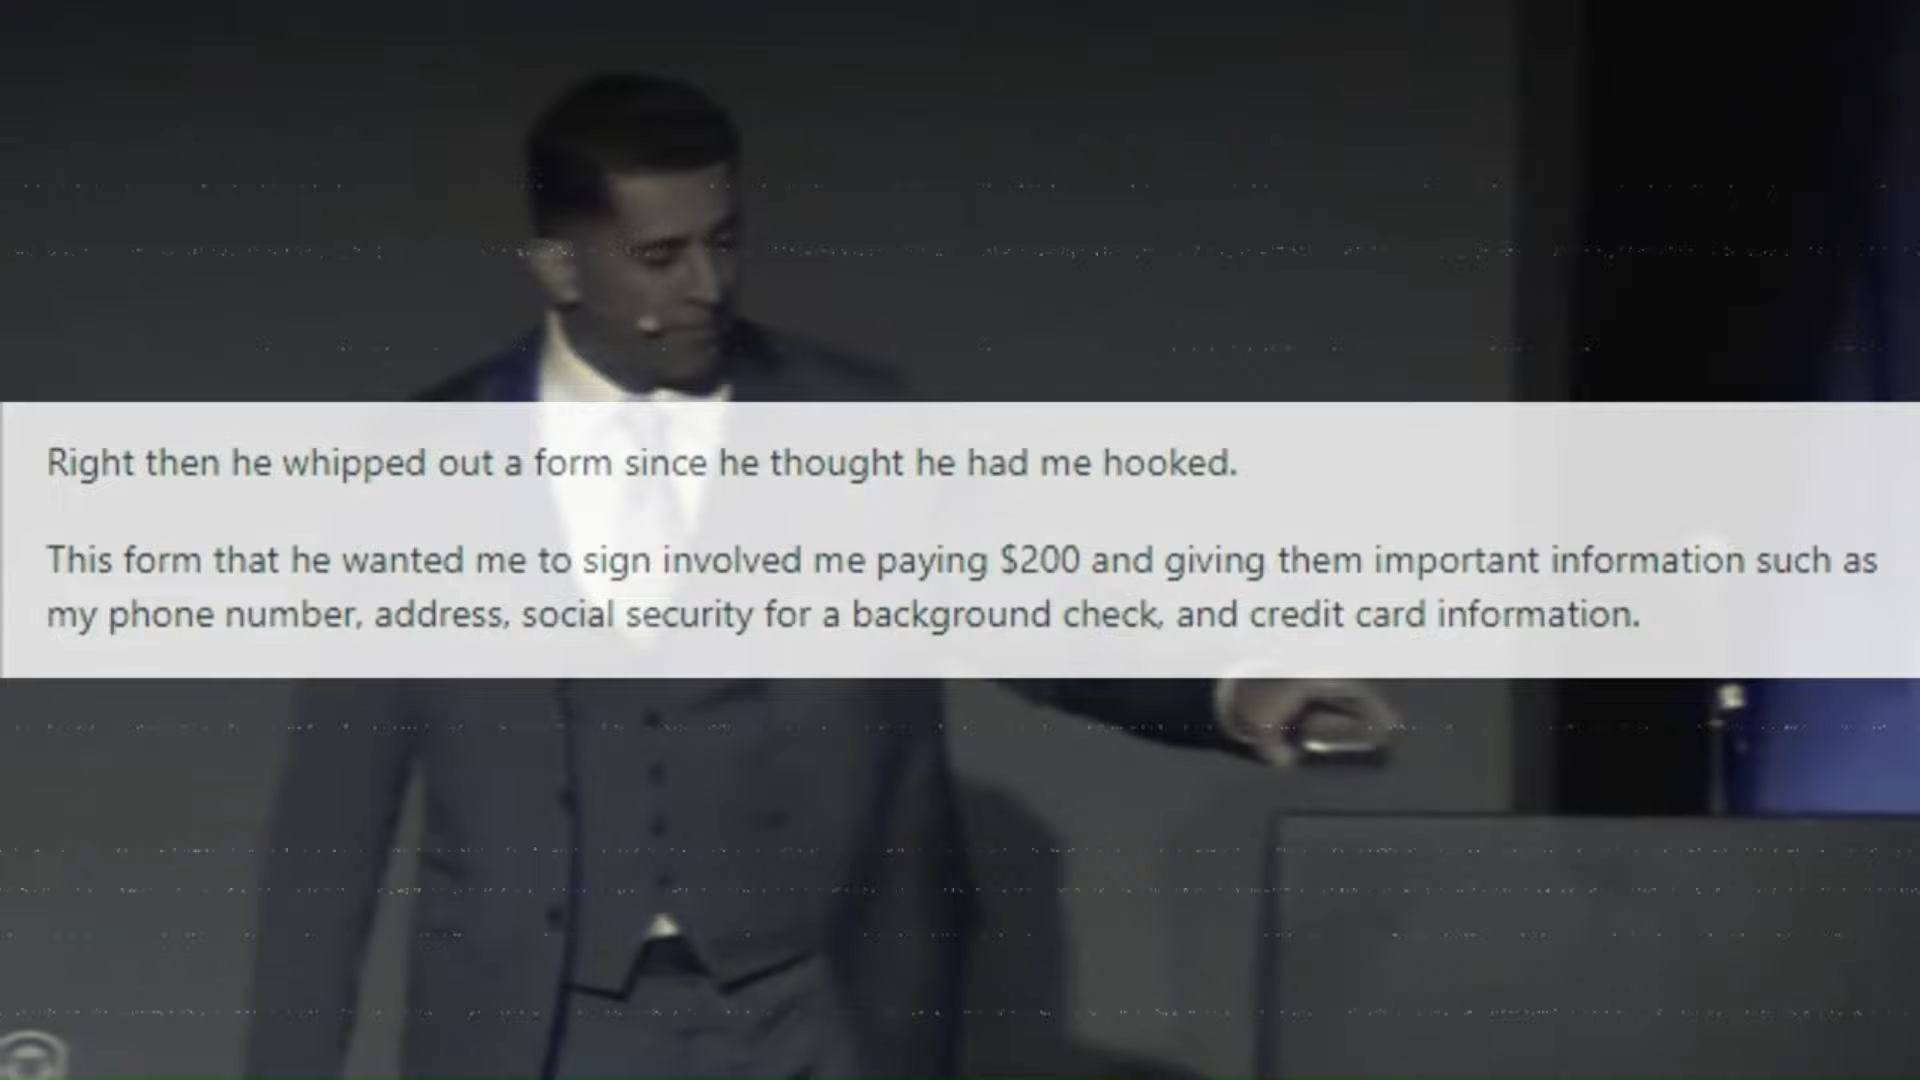 Right then he whipped out a form since he thought he had me hooked.
This form that he wanted me to sign involved me paying $200 and giving them important information such as
my phone number, address, social security for a background check, and credit card information.